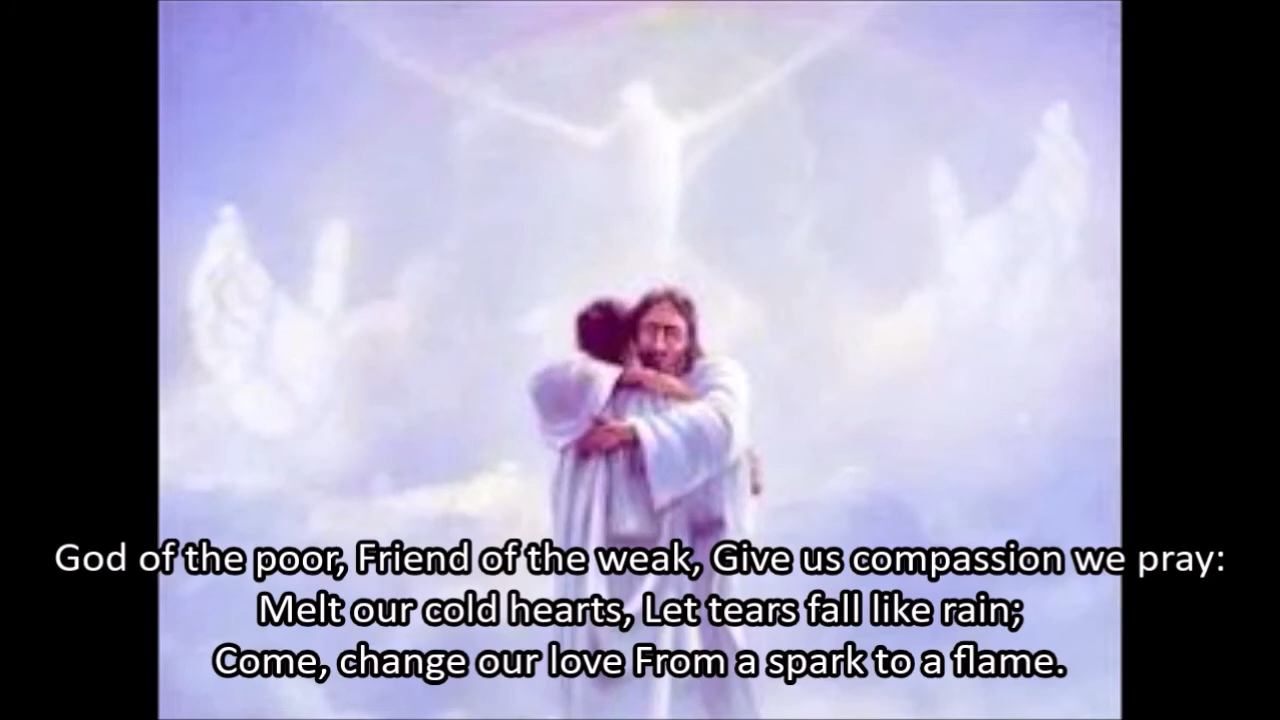 God of the poor, Friend of the weak, Give us compassion we pray:
Melt our cold hearts, Let tears fall like rain;
Come, change our love From a spark to a flame.